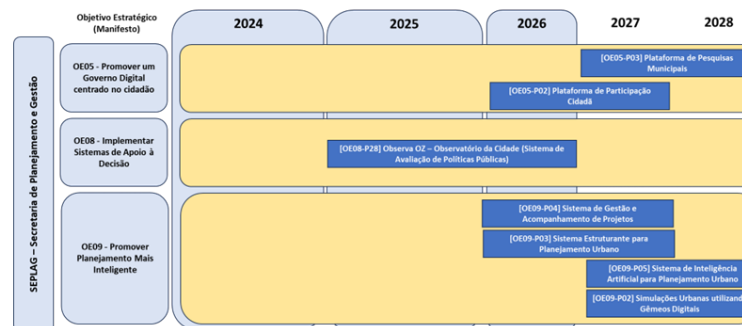 Objetivo Estratégico
(Manifesto)
2024
2025
2026
2027
2028
SEPLAG – Secretaria de Planejamento e Gestão
OE05 - Promover um
Governo Digital
centrado no cidadão
[OE05-P03] Plataforma de Pesquisas
Municipais
[OE05-P02] Plataforma de Participação
Cidadã
OE08 - Implementar
Sistemas de Apoio à
Decisão
[OE08-P28] Observa OZ – Observatório da Cidade (Sistema de
Avaliação de Políticas Públicas)
OE09 - Promover
Planejamento Mais
Inteligente
[OE09-P04] Sistema de Gestão e
Acompanhamento de Projetos
[OE09-P03] Sistema Estruturante para
Planejamento Urbano
[OE09-P05] Sistema de Inteligência
Artificial para Planejamento Urbano
[OE09-P02] Simulações Urbanas utilizand
Gêmeos Digitais